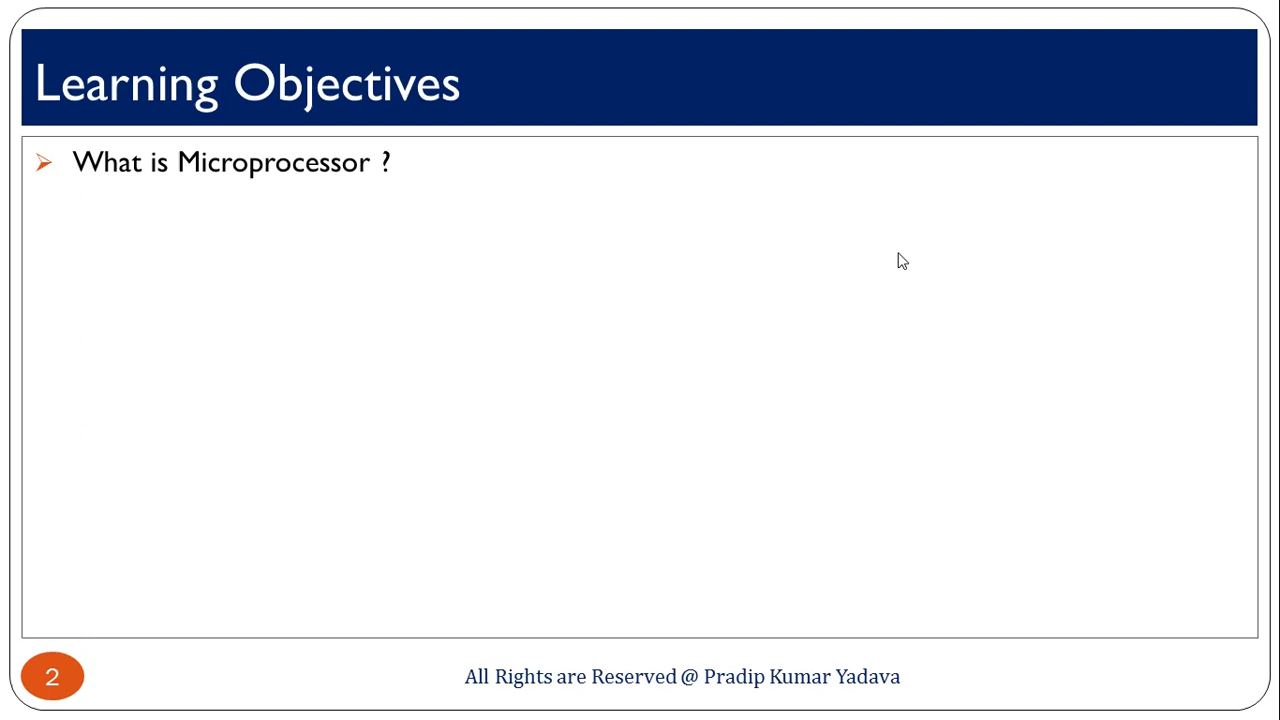 Learning Objectives
What is Microprocessor ?
2
All Rights are Reserved @ Pradip Kumar Yadava